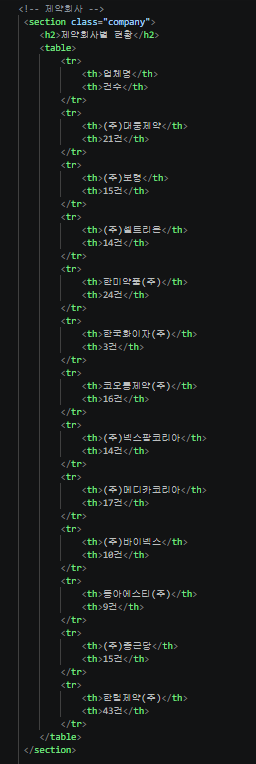 <!-- 제약회사 -->
<section class="company">
<h2>제약회사별 현황</h2>
<table>
<tr>
<th>업체명</th>
<th>건수</th>
</tr>
<tr>
<th>(주)대웅제약</th>
<th>21건</th>
</tr>
<tr>
<th>(주)보령</th>
<th>15건</th>
</tr>
<tr>
<th>(주)셀트리온</th>
<th>14건</th>
</tr>
<tr>
<th>한미약품(주)</th>
<th>24건</th>
</tr>
<tr>
<th>한국화이자(주)</th>
<th>3건</th>
</tr>
<tr>
<th>코오롱제약(주)</th>
<th>16건</th>
</tr>
<tr>
<th>(주)넥스팜코리아</th>
<th>14건</th>
</tr>
<tr>
<th>(주)메디카코리아</th>
<th>17건</th>
</tr>
<tr>
<th>(주)바이넥스</th>
<th>10건</th>
</tr>
<tr>
<th>동아에스티(주)</th>
<th>9건</th>
</tr>
<tr>
<th>(주)종근당</th>
<th>15건</th>
</tr>
<tr>
<th>한림제약(주)</th>
<th>43건</th>
</tr>
</table>
</section>